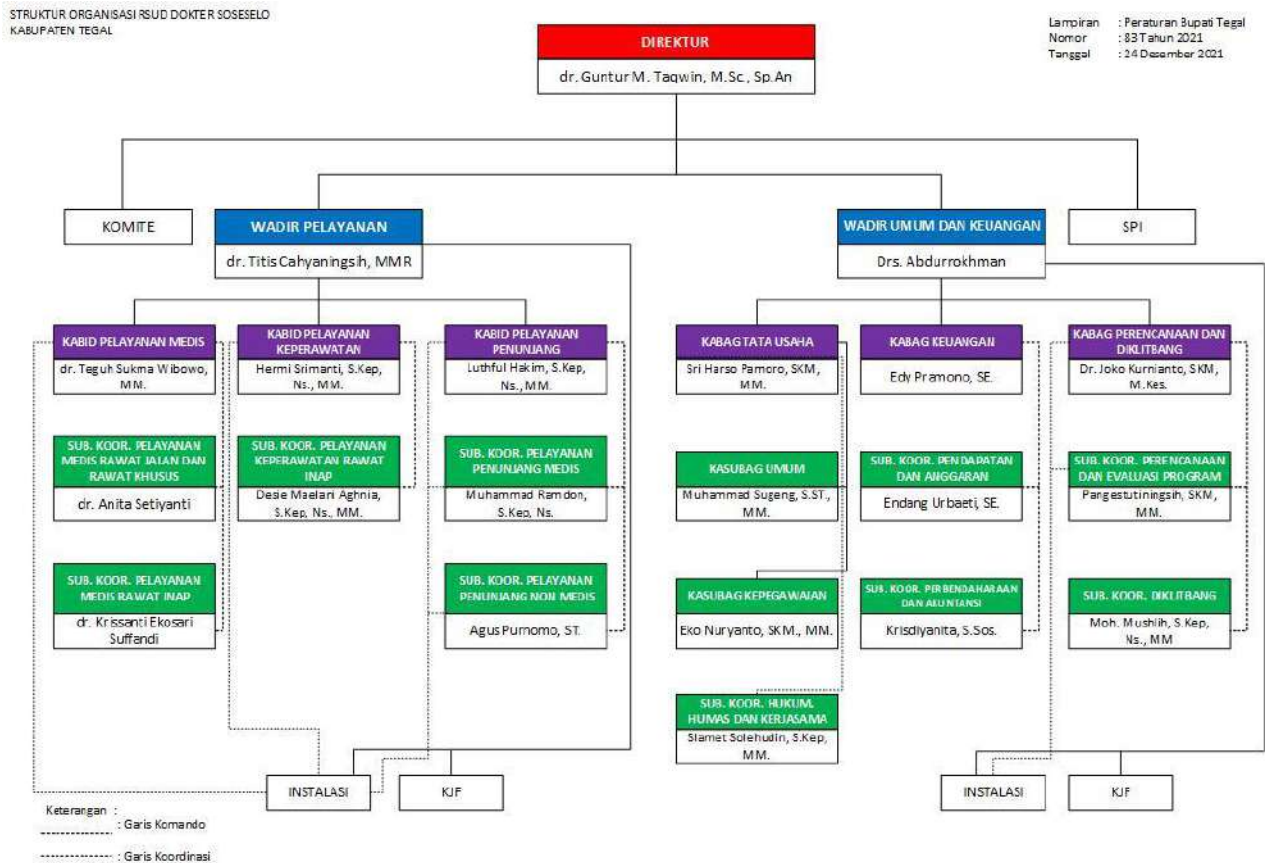 STRUKTUR ORGANISASI RSUD DOKTER SOSESELO
KABUPATEN TEGAL
Lampiran : Peraturan Bupati Tegal
Nomor : 83 Tahun 2021
Tanggal : 24 Desember 2021
DIREKTUR
dr. Guntur M. Taqwin, M.Sc., Sp.An
KOMITE
WADIR PELAYANAN
dr. Titis Cahyaningsih, MMR
WADIR UMUM DAN KEUANGAN
Drs. Abdurrokhman
SPI
KABID PELAYANAN MEDIS
dr. Teguh Sukma Wibowo,
MM.
KABID PELAYANAN
KEPERAWATAN
Hermi Srimanti, S.Kep,
Ns., MM.
KABID PELAYANAN
PENUNJANG
Luthful Hakim, S.Kep,
Ns., MM.
KABAG TATA USAHA
Sri Harso Pamoro, SKM,
MM.
KABAG KEUANGAN
Edy Pramono, SE.
KABAG PERENCANAAN DAN
DIKLITBANG
Dr. Joko Kurnianto, SKM,
M.Kes.
SUB. KOOR. PELAYANAN
MEDIS RAWAT JALAN DAN
RAWAT KHUSUS
dr. Anita Setiyanti
SUB. KOOR. PELAYANAN
KEPERAWATAN RAWAT
INAP
Desie Maelani Aghnia,
S.Kep, Ns., MM.
SUB. KOOR. PELAYANAN
PENUNJANG MEDIS
Muhammad Ramdon,
S.Kep, Ns.
KASUBAG UMUM
Muhammad Sugeng, S.ST.,
MM.
SUB. KOOR. PENDAPATAN
DAN ANGGARAN
Endang Urbaeti, SE.
SUB. KOOR. PERENCANAAN
DAN EVALUASI PROGRAM
Pangestutiningsih, SKM,
MM.
SUB. KOOR. PELAYANAN
MEDIS RAWAT INAP
dr. Krissanti Ekosari
Suffandi
SUB. KOOR. PELAYANAN
PENUNJANG NON MEDIS
Agus Purnomo, ST.
KASUBAG KEPEGAWAIAN
Eko Nuryanto, SKM., MM.
SUB. KOOR. PERBENDAHARAAN
DAN AKUNTANSI
Krisdiyanita, S.Sos.
SUB. KOOR. DIKLITBANG
Moh. Mushlih, S.Kep,
Ns., MM
SUB. KOOR. HUKUM,
HUMAS DAN KERJASAMA
Slamet Solehudin, S.Kep,
MM.
INSTALASI
KJF
INSTALASI
KJF
Keterangan :
: Garis Komando
: Garis Koordinasi